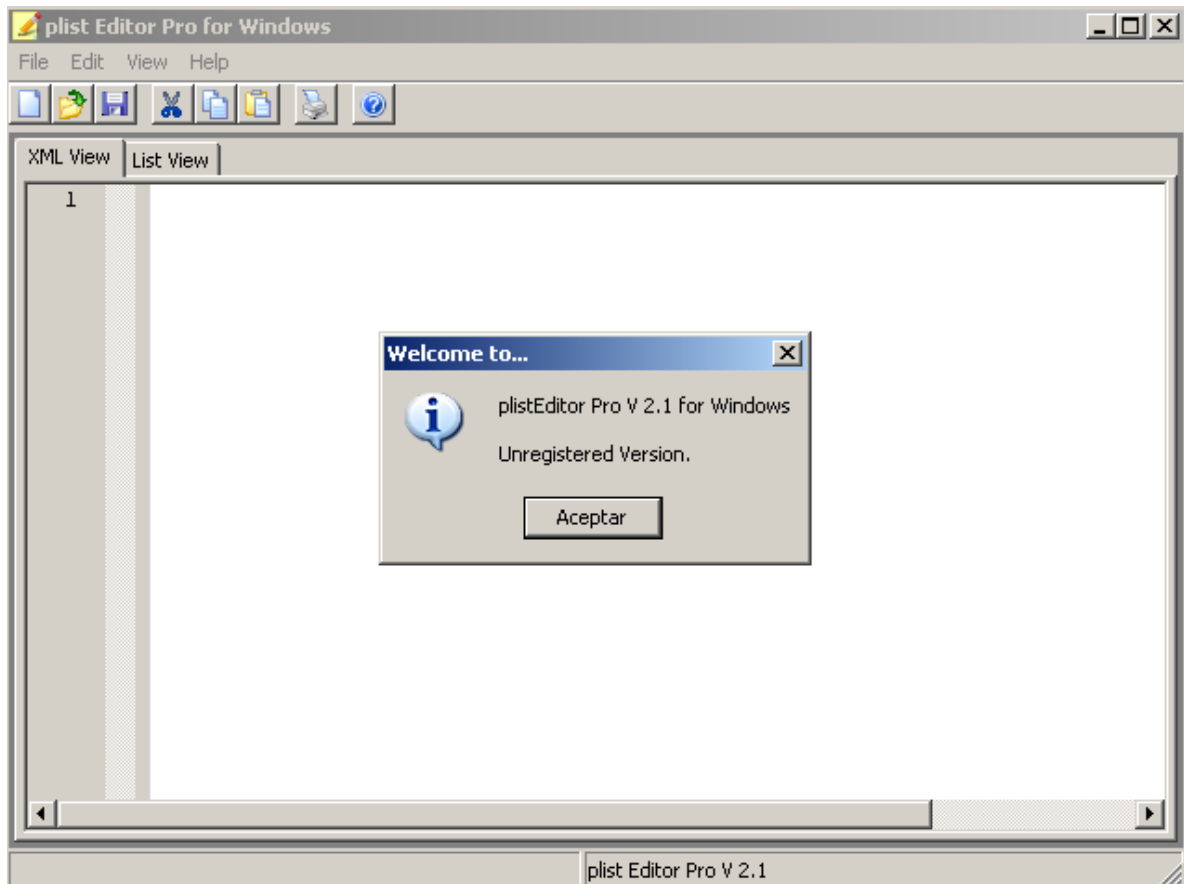 plist Editor Pro for Windows
File Edit View Help
XML View List View
1
Welcome to...
plistEditor Pro V 2.1 for Windows
Unregistered Version.
Aceptar
plist Editor Pro V 2.1